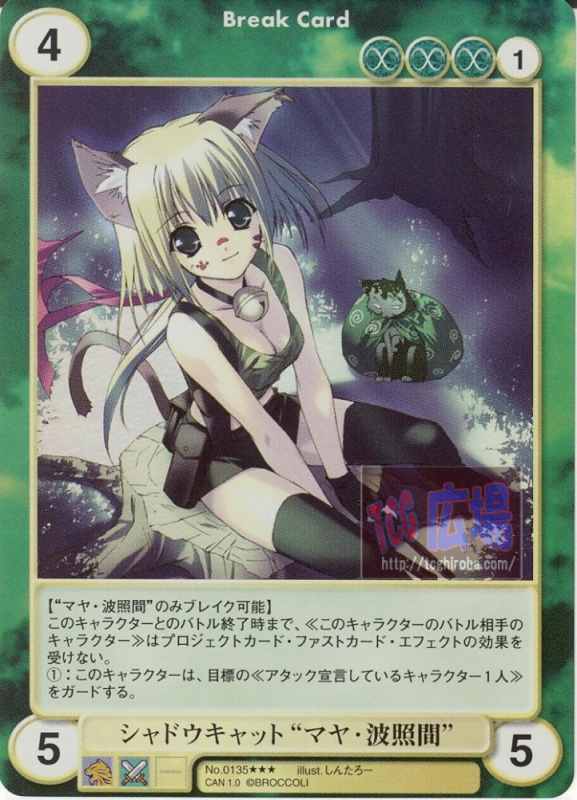 Break Card
4
1
TCG 広場
http://tcghiroba.com/
【“マヤ・波照間”のみブレイク可能】
このキャラクターとのバトル終了時まで、≪このキャラクターのバトル相手の
キャラクター≫はプロジェクトカード・ファストカード・エフェクトの効果を
受けない。
①：このキャラクターは、目標の≪アタック宣言しているキャラクター１人≫
をガードする。
シャドウキャット“マヤ・波照間”
5
5
No.0135★★★ illust.しんたろー
CAN 1.0 ©BROCCOLI